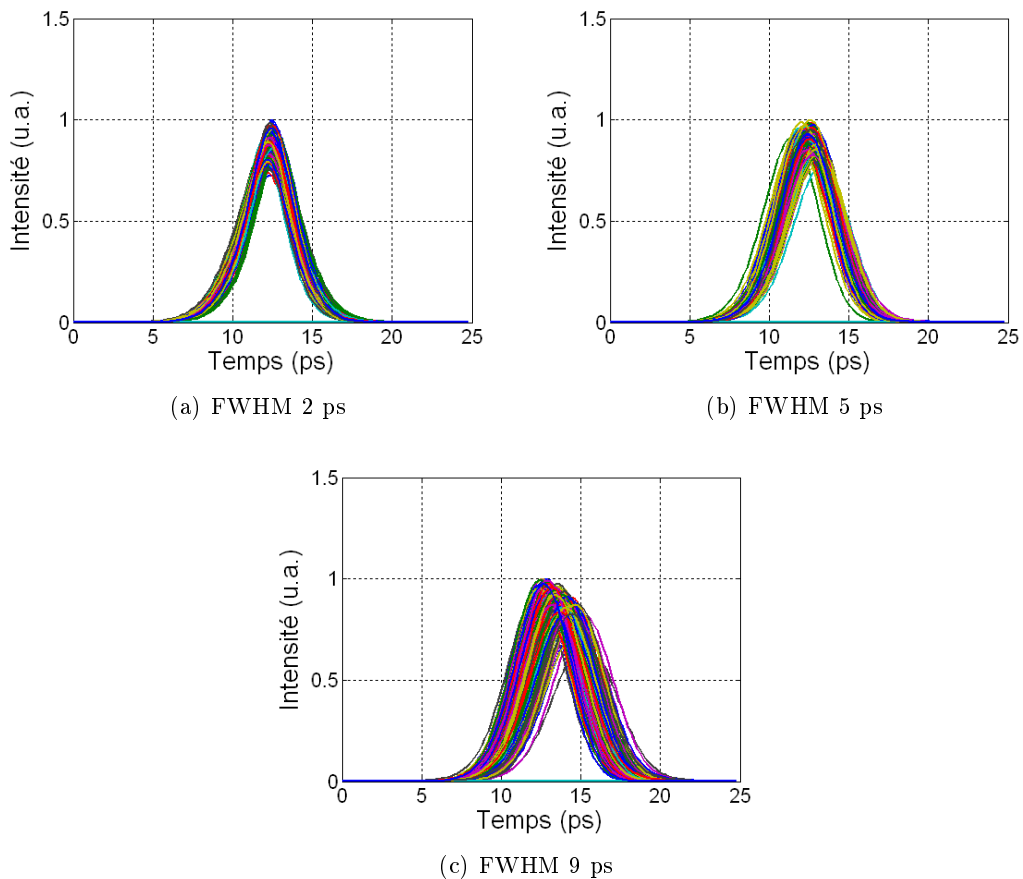 1.5
1
0.5
0
Intensité (u.a.)
0 5 10 15 20 25
Temps (ps)
(a) FWHM 2 ps
1.5
1
0.5
0
Intensité (u.a.)
0 5 10 15 20 25
Temps (ps)
(b) FWHM 5 ps
1.5
1
0.5
0
Intensité (u.a.)
0 5 10 15 20 25
Temps (ps)
(c) FWHM 9 ps